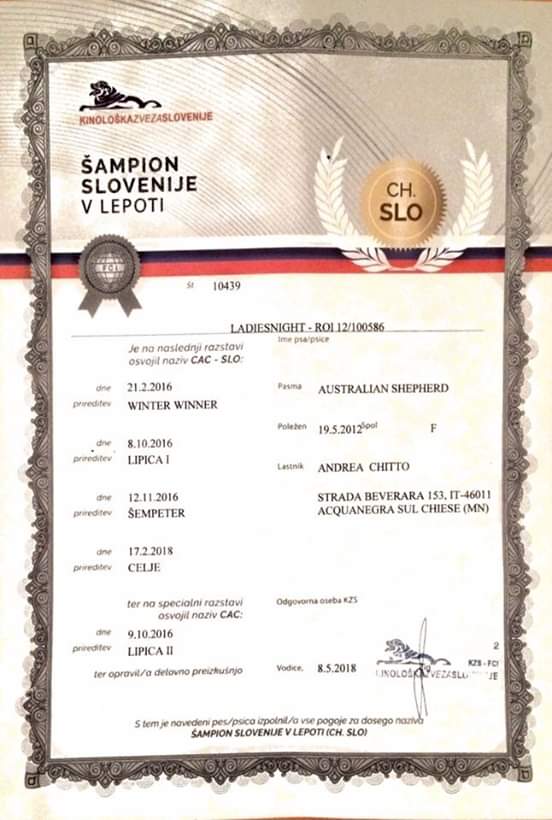 KINOLOŠKAZVEZASLOVENIJE
ŠAMPION
SLOVENIJE
V LEPOTI
CH.
SLO
FCI
Št 10439
LADIESNIGHT - ROI 12/100586
Ime psa/psice
Je na naslednji razstavi
osvojil naziv CAC - SLO:
dne 21.2.2016
prireditev WINTER WINNER
Pasma AUSTRALIAN SHEPHERD
Poležen 19.5.2012 Spol F
dne 8.10.2016
prireditev LIPICA I
Lastnik ANDREA CHITTO
STRADA BEVERARA 153, IT-46011
ACQUANEGRA SUL CHIESE (MN)
dne 12.11.2016
prireditev ŠEMPETER
dne 17.2.2018
prireditev CELJE
ter na specialni razstavi
osvojil naziv CAC:
Odgovorna oseba KZS
dne 9.10.2016
prireditev LIPICA II
ter opravil/a delovno preizkušnjo
Vodice, 8.5.2018
2
KZS - FCI
S tem je navedeni pes/psica izpolnil/a vse pogoje za dosego naziva
ŠAMPION SLOVENIJE V LEPOTI (CH. SLO)